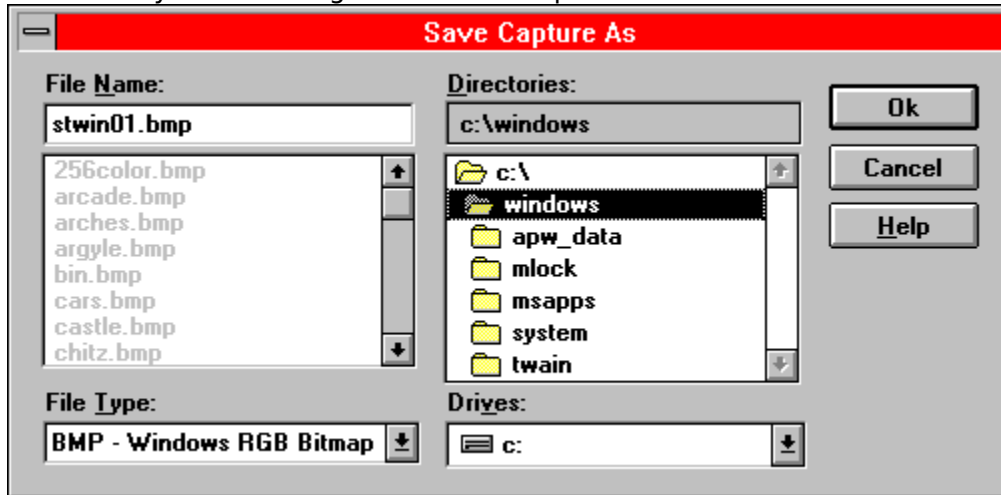 Save Capture As
File Name:
stwin01.bmp
256color.bmp
arcade.bmp
arches.bmp
argyle.bmp
bin.bmp
cars.bmp
castle.bmp
chitz.bmp
File Type:
BMP - Windows RGB Bitmap
Directories:
c:\windows
c:\
windows
apw_data
mlock
msapps
system
twain
Drives:
c:
Ok
Cancel
Help